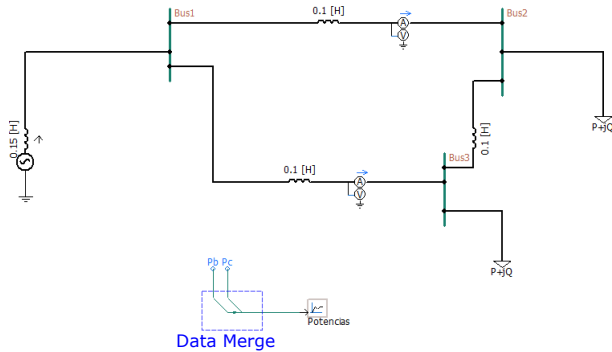 Bus1
0.1 [H]
A
V
Bus2
0.15 [H]
P+jQ
0.1 [H]
Bus3
0.1 [H]
A
V
P+jQ
Pb Pc
Potencias
Data Merge